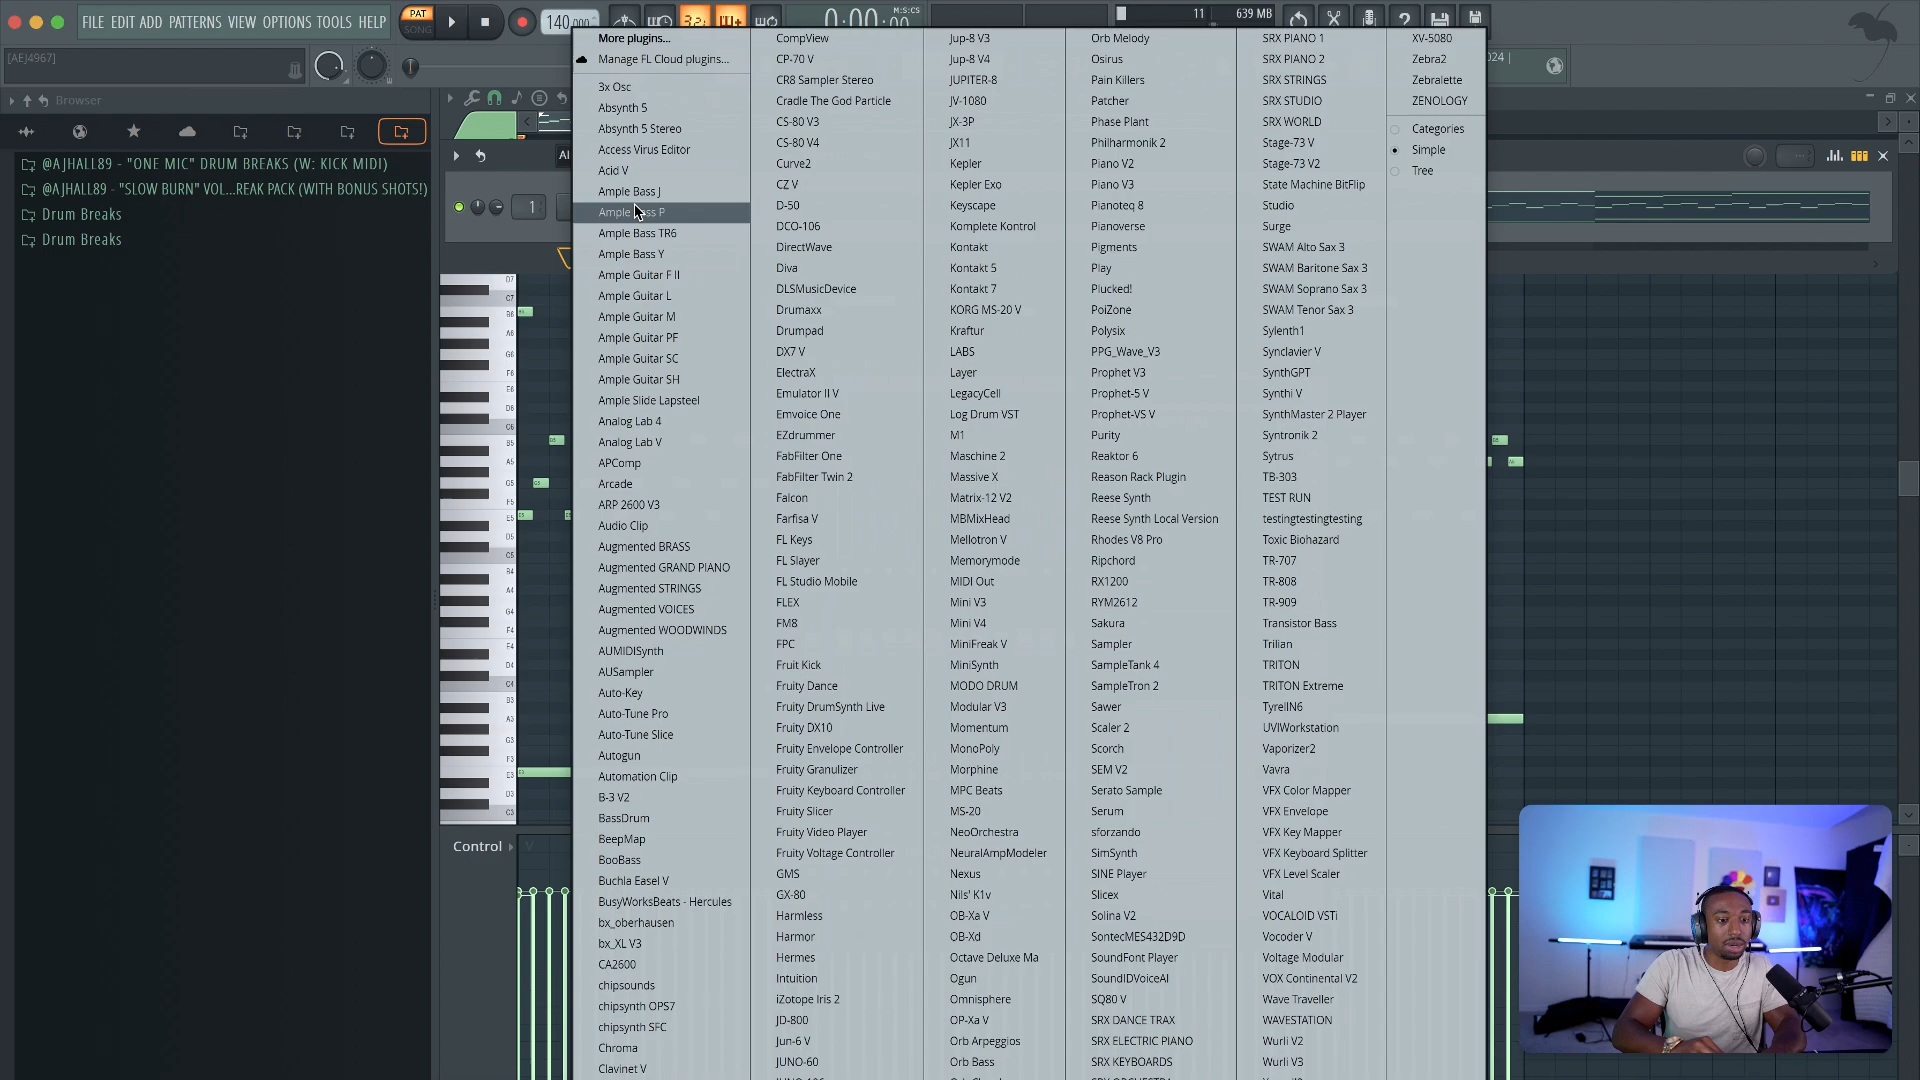 FILE EDIT ADD PATTERNS VIEW OPTIONS TOOLS HELP
PAT
SONG
140.000
3.2
0:00:00
M:S:CS
11
639 MB
[AEJ4967]
Browser
@AJHALL89 - "ONE MIC" DRUM BREAKS (W: KICK MIDI)
@AJHALL89 - "SLOW BURN" VOL...REAK PACK (WITH BONUS SHOTS!)
Drum Breaks
Drum Breaks
1
Control
More plugins...
Manage FL Cloud plugins...
3x Osc
Absynth 5
Absynth 5 Stereo
Access Virus Editor
Acid V
Ample Bass J
Ample Bass P
Ample Bass TR6
Ample Bass Y
Ample Guitar F II
Ample Guitar L
Ample Guitar M
Ample Guitar PF
Ample Guitar SC
Ample Guitar SH
Ample Slide Lapsteel
Analog Lab 4
Analog Lab V
APComp
Arcade
ARP 2600 V3
Audio Clip
Augmented BRASS
Augmented GRAND PIANO
Augmented STRINGS
Augmented VOICES
Augmented WOODWINDS
AUMIDISynth
AUSampler
Auto-Key
Auto-Tune Pro
Auto-Tune Slice
Autogun
Automation Clip
B-3 V2
BassDrum
BeepMap
BooBass
Buchla Easel V
BusyWorksBeats - Hercules
bx_oberhausen
bx_XL V3
CA2600
chipsounds
chipsynth OPS7
chipsynth SFC
Chroma
Clavinet V
CompView
CP-70 V
CR8 Sampler Stereo
Cradle The God Particle
CS-80 V3
CS-80 V4
Curve2
CZ V
D-50
DCO-106
DirectWave
Diva
DLSMusicDevice
Drumaxx
Drumpad
DX7 V
ElectraX
Emulator II V
Emvoice One
EZdrummer
FabFilter One
FabFilter Twin 2
Falcon
Farfisa V
FL Keys
FL Slayer
FL Studio Mobile
FLEX
FM8
FPC
Fruit Kick
Fruity Dance
Fruity DrumSynth Live
Fruity DX10
Fruity Envelope Controller
Fruity Granulizer
Fruity Keyboard Controller
Fruity Slicer
Fruity Video Player
Fruity Voltage Controller
GMS
GX-80
Harmless
Harmor
Hermes
Intuition
iZotope Iris 2
JD-800
Jun-6 V
JUNO-60
Jup-8 V3
Jup-8 V4
JUPITER-8
JV-1080
JX-3P
JX11
Kepler
Kepler Exo
Keyscape
Komplete Kontrol
Kontakt
Kontakt 5
Kontakt 7
KORG MS-20 V
Kraftur
LABS
Layer
LegacyCell
Log Drum VST
M1
Maschine 2
Massive X
Matrix-12 V2
MBMixHead
Mellotron V
Memorymode
MIDI Out
Mini V3
Mini V4
MiniFreak V
MiniSynth
MODO DRUM
Modular V3
Momentum
MonoPoly
Morphine
MPC Beats
MS-20
NeoOrchestra
NeuralAmpModeler
Nexus
Nils' K1v
OB-Xa V
OB-Xd
Octave Deluxe Ma
Ogun
Omnisphere
OP-Xa V
Orb Arpeggios
Orb Bass
Orb Melody
Osirus
Pain Killers
Patcher
Phase Plant
Philharmonik 2
Piano V2
Piano V3
Pianoteq 8
Pianoverse
Pigments
Play
Plucked!
PoiZone
Polysix
PPG_Wave_V3
Prophet V3
Prophet-5 V
Prophet-VS V
Purity
Reaktor 6
Reason Rack Plugin
Reese Synth
Reese Synth Local Version
Rhodes V8 Pro
Ripchord
RX1200
RYM2612
Sakura
Sampler
SampleTank 4
SampleTron 2
Sawer
Scaler 2
Scorch
SEM V2
Serato Sample
Serum
sforzando
SimSynth
SINE Player
Slicex
Solina V2
SontecMES432D9D
SoundFont Player
SoundIDVoiceAI
SQ80 V
SRX DANCE TRAX
SRX ELECTRIC PIANO
SRX KEYBOARDS
SRX PIANO 1
SRX PIANO 2
SRX STRINGS
SRX STUDIO
SRX WORLD
Stage-73 V
Stage-73 V2
State Machine BitFlip
Studio
Surge
SWAM Alto Sax 3
SWAM Baritone Sax 3
SWAM Soprano Sax 3
SWAM Tenor Sax 3
Sylenth1
Synclavier V
SynthGPT
Synthi V
SynthMaster 2 Player
Syntronik 2
Sytrus
TB-303
TEST RUN
testingtestingtesting
Toxic Biohazard
TR-707
TR-808
TR-909
Transistor Bass
Trilian
TRITON
TRITON Extreme
TyrellN6
UVIWorkstation
Vaporizer2
Vavra
VFX Color Mapper
VFX Envelope
VFX Key Mapper
VFX Keyboard Splitter
VFX Level Scaler
Vital
VOCALOID VSTi
Vocoder V
Voltage Modular
VOX Continental V2
Wave Traveller
WAVESTATION
Wurli V2
Wurli V3
XV-5080
Zebra2
Zebralette
ZENOLOGY
Categories
Simple
Tree